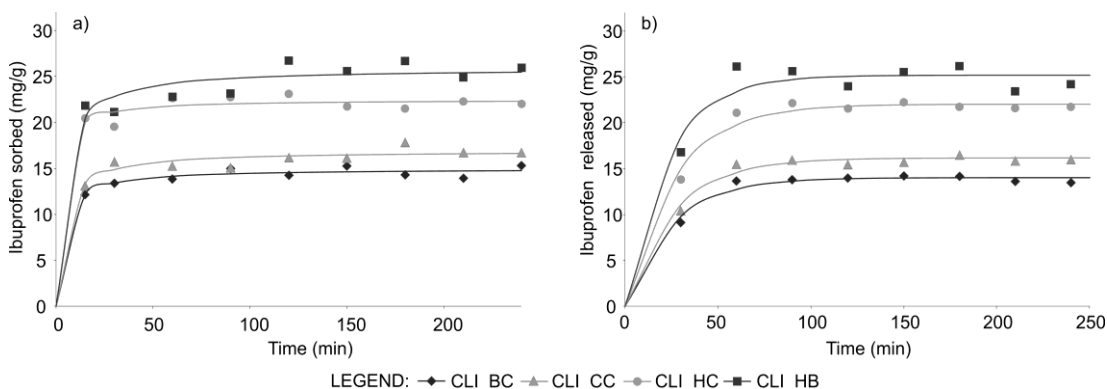 a)
30
25
20
15
10
5
0
Ibuprofen sorbed (mg/g)
0 50 100 150 200
Time (min)
b)
30
25
20
15
10
5
0
Ibuprofen released (mg/g)
0 50 100 150 200 250
Time (min)
LEGEND: CLI BC CLI CC CLI HC CLI HB